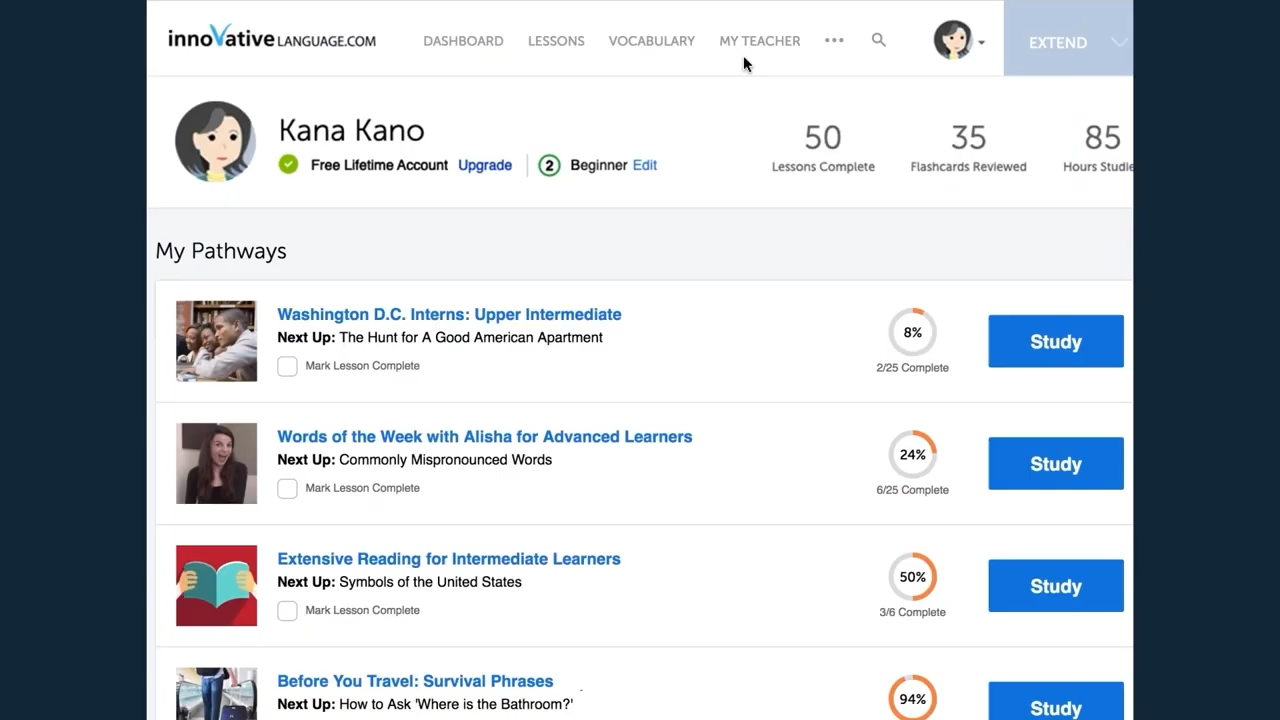 innoVative LANGUAGE.COM
DASHBOARD LESSONS VOCABULARY MY TEACHER ••• EXTEND
Kana Kano
Free Lifetime Account Upgrade 2 Beginner Edit
50 35 85
Lessons Complete Flashcards Reviewed Hours Studie
My Pathways
Washington D.C. Interns: Upper Intermediate
Next Up: The Hunt for A Good American Apartment
Mark Lesson Complete
8%
2/25 Complete
Study
Words of the Week with Alisha for Advanced Learners
Next Up: Commonly Mispronounced Words
Mark Lesson Complete
24%
6/25 Complete
Study
Extensive Reading for Intermediate Learners
Next Up: Symbols of the United States
Mark Lesson Complete
50%
3/6 Complete
Study
Before You Travel: Survival Phrases
Next Up: How to Ask 'Where is the Bathroom?'
94%
Study